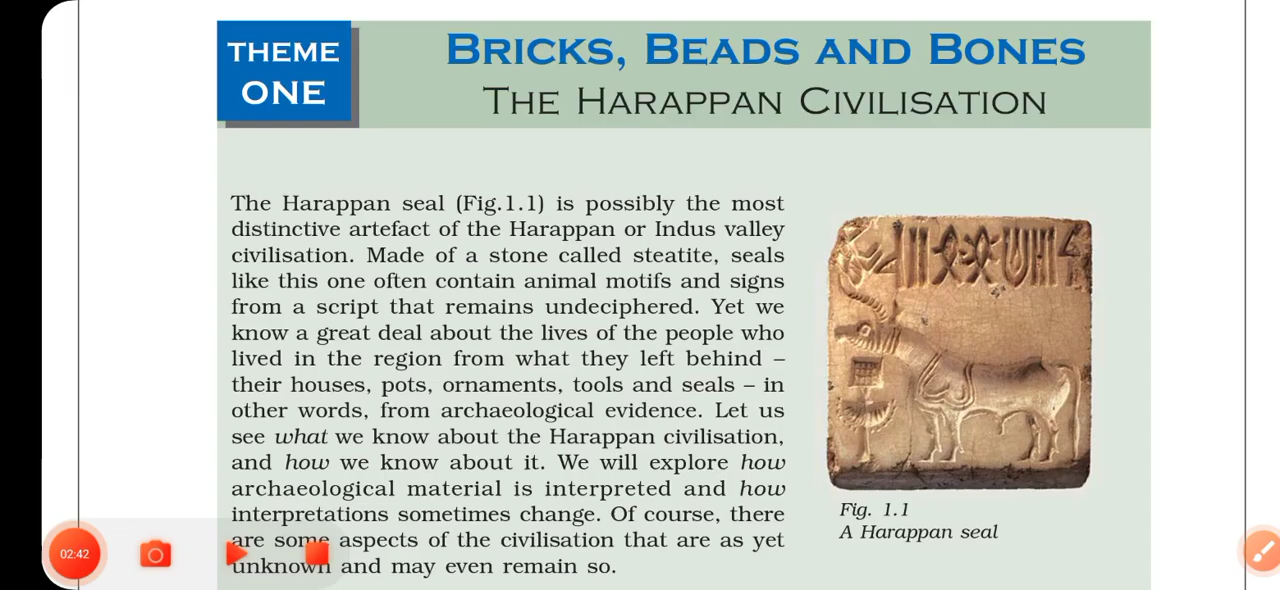 THEME
ONE
BRICKS, BEADS AND BONES
THE HARAPPAN CIVILISATION
The Harappan seal (Fig.1.1) is possibly the most
distinctive artefact of the Harappan or Indus valley
civilisation. Made of a stone called steatite, seals
like this one often contain animal motifs and signs
from a script that remains undeciphered. Yet we
know a great deal about the lives of the people who
lived in the region from what they left behind –
their houses, pots, ornaments, tools and seals – in
other words, from archaeological evidence. Let us
see what we know about the Harappan civilisation,
and how we know about it. We will explore how
archaeological material is interpreted and how
interpretations sometimes change. Of course, there
are some aspects of the civilisation that are as yet
unknown and may even remain so.
Fig. 1.1
A Harappan seal
02:42